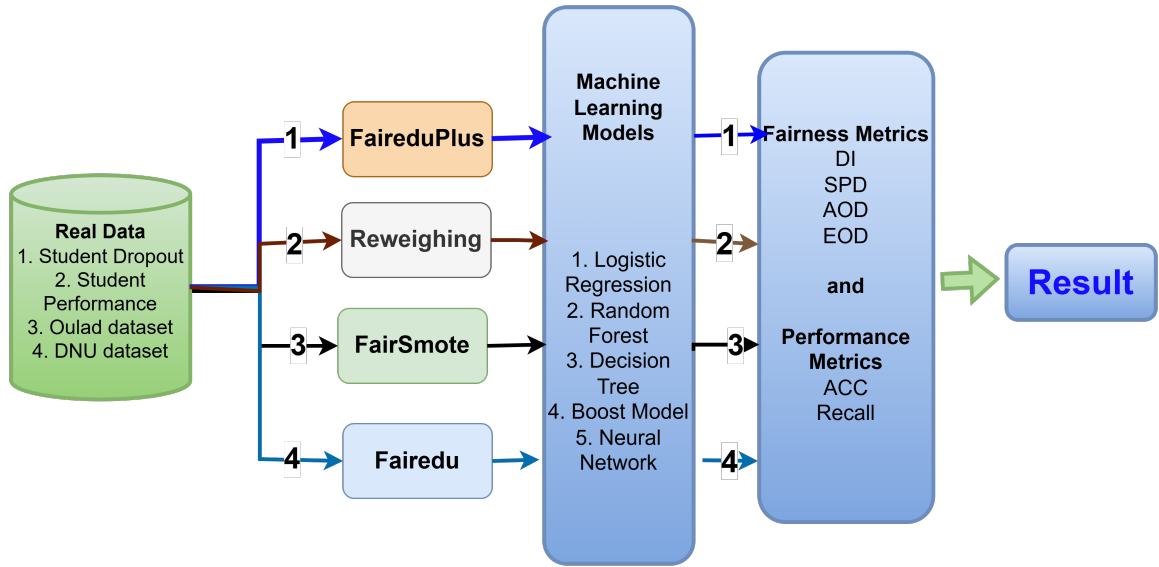 Real Data
1. Student Dropout
2. Student
Performance
3. Oulad dataset
4. DNU dataset
1
FaireduPlus
2
Reweighing
3
FairSmote
4
Fairedu
Machine
Learning
Models
1. Logistic
Regression
2. Random
Forest
3. Decision
Tree
4. Boost Model
5. Neural
Network
1
2
3
4
Fairness Metrics
DI
SPD
AOD
EOD
and
Performance
Metrics
ACC
Recall
Result